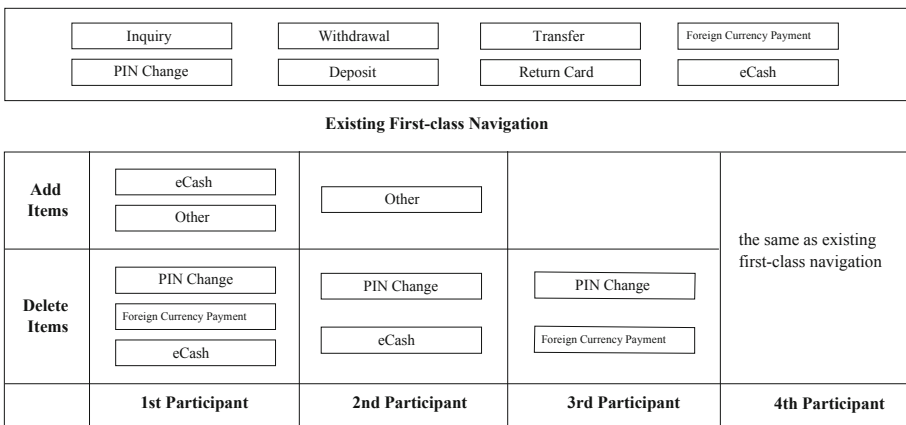 Inquiry
Withdrawal
Transfer
Foreign Currency Payment
PIN Change
Deposit
Return Card
eCash
Existing First-class Navigation
Add
Items
eCash
Other
Other
the same as existing
first-class navigation
Delete
Items
PIN Change
Foreign Currency Payment
eCash
PIN Change
eCash
PIN Change
Foreign Currency Payment
1st Participant
2nd Participant
3rd Participant
4th Participant